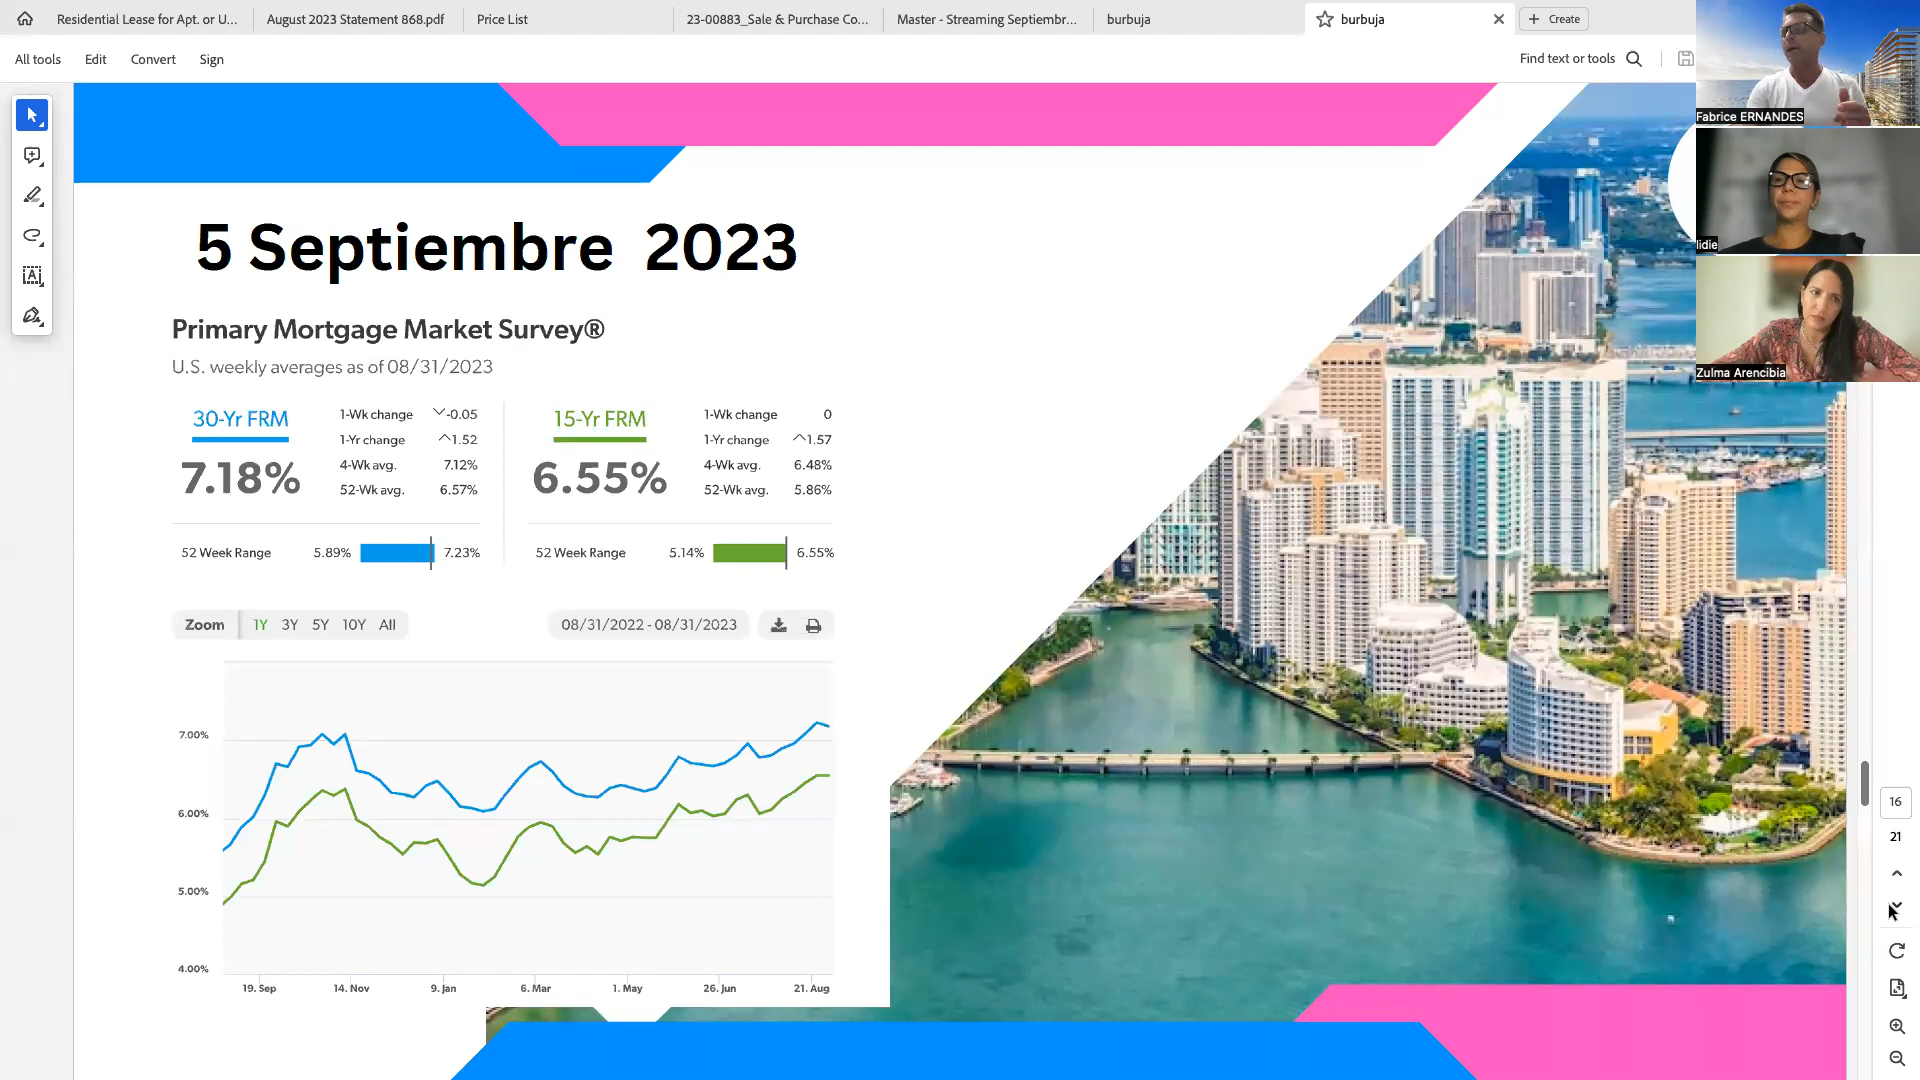 Residential Lease for Apt. or U...
August 2023 Statement 868.pdf
Price List
23-00883_Sale & Purchase Co...
Master - Streaming Septiembr...
burbuja
burbuja
Create
All tools
Edit
Convert
Sign
Find text or tools
Fabrice ERNANDES
lidie
Zulma Arencibia
5 Septiembre 2023
Primary Mortgage Market Survey®
U.S. weekly averages as of 08/31/2023
30-Yr FRM
7.18%
1-Wk change -0.05
1-Yr change 1.52
4-Wk avg. 7.12%
52-Wk avg. 6.57%
52 Week Range 5.89% 7.23%
15-Yr FRM
6.55%
1-Wk change 0
1-Yr change 1.57
4-Wk avg. 6.48%
52-Wk avg. 5.86%
52 Week Range 5.14% 6.55%
Zoom 1Y 3Y 5Y 10Y All
08/31/2022 - 08/31/2023
7.00%
6.00%
5.00%
4.00%
19. Sep 14. Nov 9. Jan 6. Mar 1. May 26. Jun 21. Aug
16
21